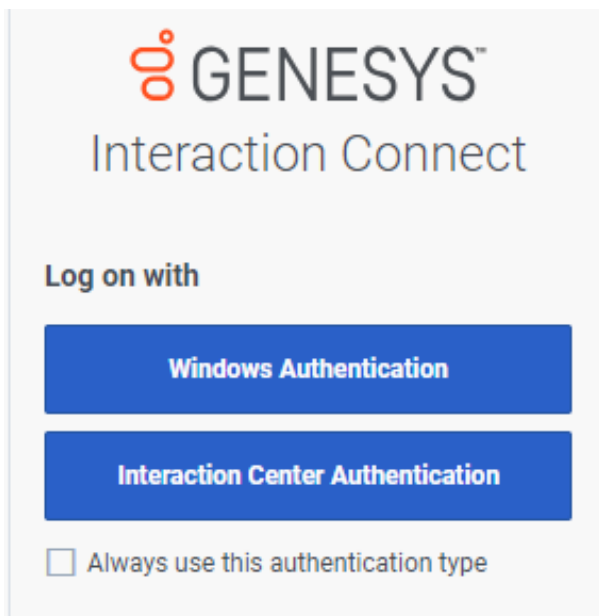 GENESYS™
Interaction Connect
Log on with
Windows Authentication
Interaction Center Authentication
Always use this authentication type